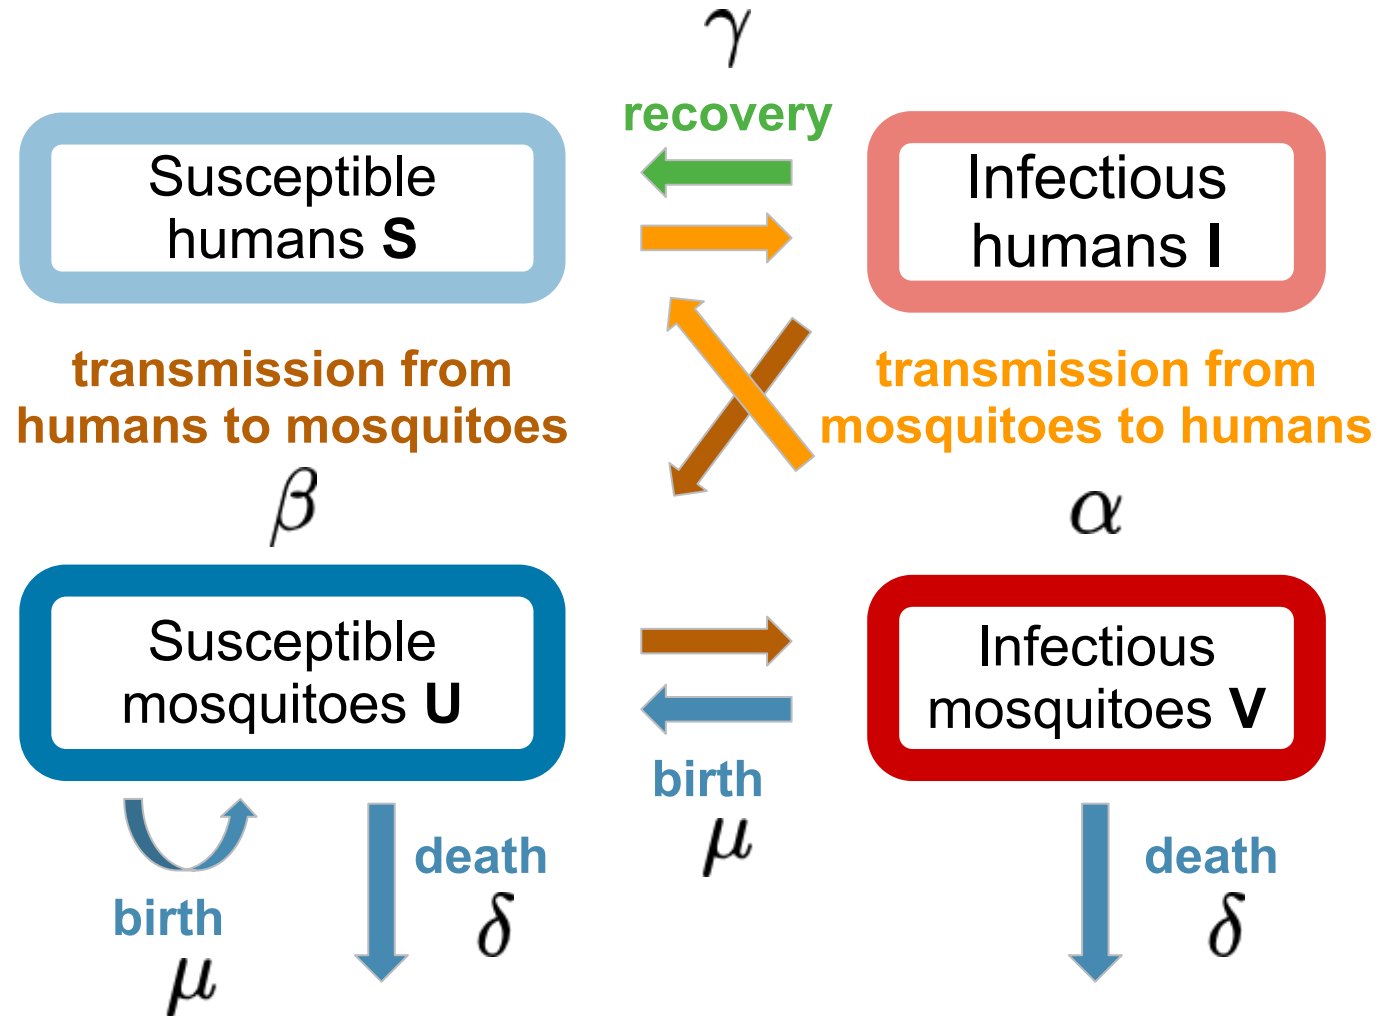 γ
recovery
Susceptible
humans S
Infectious
humans I
transmission from
humans to mosquitoes
β
transmission from
mosquitoes to humans
α
Susceptible
mosquitoes U
Infectious
mosquitoes V
birth
μ
death
δ
birth
μ
death
δ